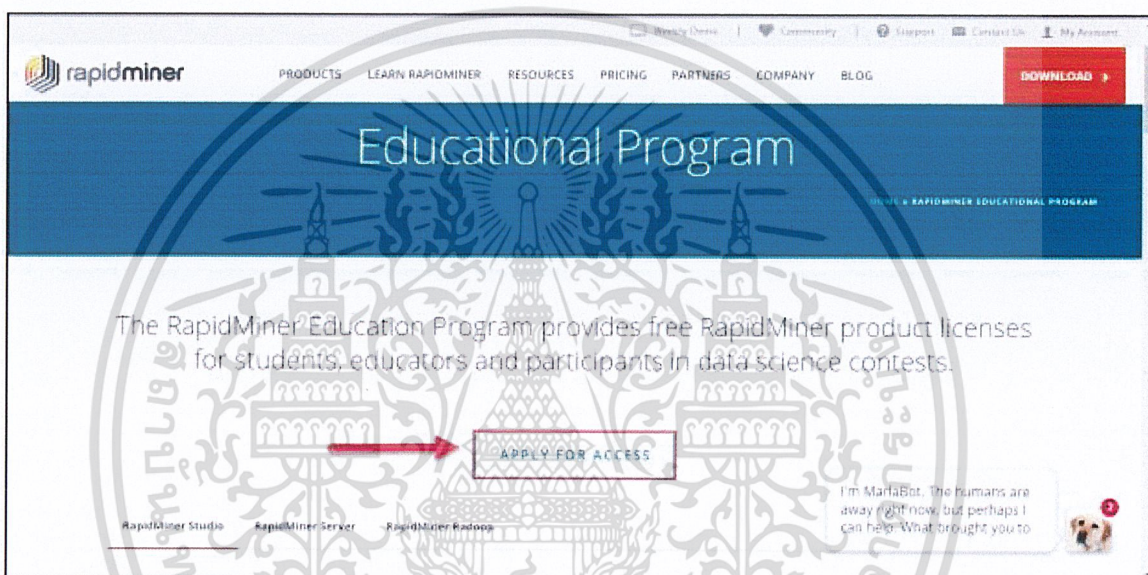 Weekly Demo | Community | Support Contact Us My Account
rapidminer PRODUCTS LEARN RAPIDMINER RESOURCES PRICING PARTNERS COMPANY BLOG DOWNLOAD
Educational Program
HOME » RAPIDMINER EDUCATIONAL PROGRAM
The RapidMiner Education Program provides free RapidMiner product licenses
for students, educators and participants in data science contests.
APPLY FOR ACCESS
I'm MarlaBot. The humans are
away right now, but perhaps I
can help. What brought you to
RapidMiner Studio RapidMiner Server RapidMiner Radoop